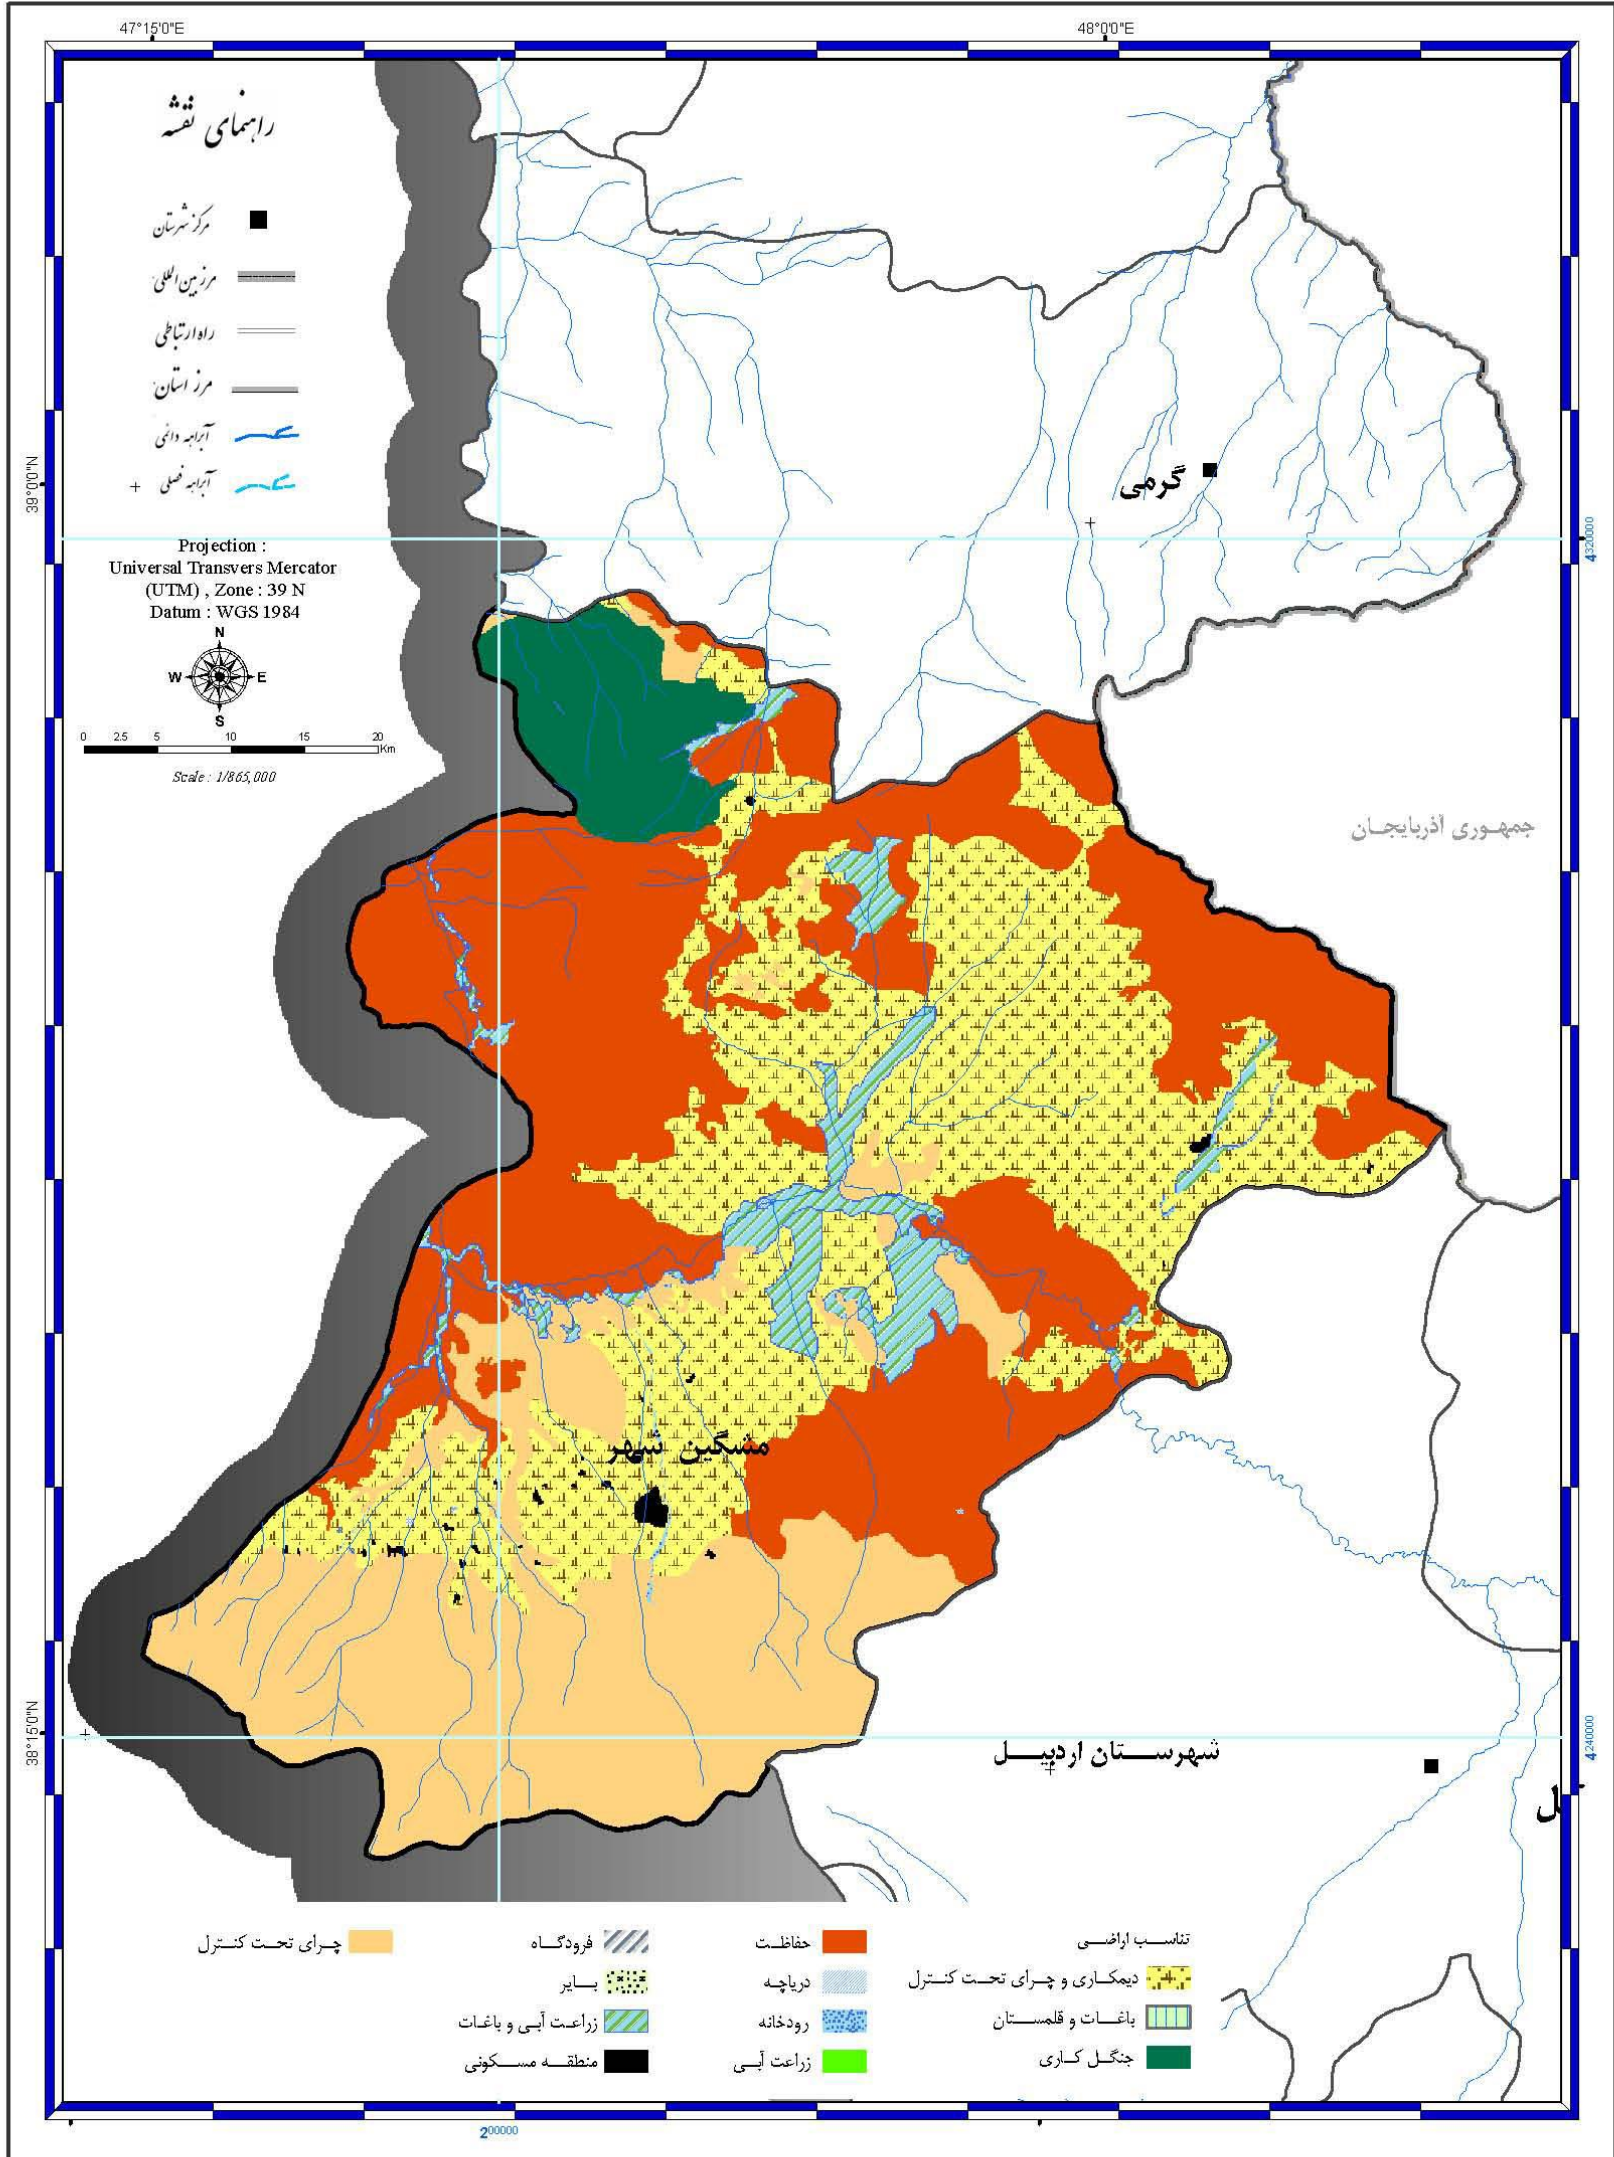 47°15'0"E
48°0'0"E
راهنمای نقشه
مرکز شهرستان
مرز بین المللی
راه ارتباطی
مرز استان
آبراهه دائمی
آبراهه فصلی
39°0'0"N
4320000
Projection :
Universal Transvers Mercator
(UTM) , Zone : 39 N
Datum : WGS 1984
N
W E
S
0 2.5 5 10 15 20
Km
Scale : 1/865,000
گرمی
جمهوری آذربایجان
مشگین شهر
38°15'0"N
4240000
شهرستان اردبیل
یل
تناسب اراضی
دیمکاری و چرای تحت کنترل
باغات و قلمستان
جنگل کاری
حفاظت
دریاچه
رودخانه
زراعت آبی
فرودگاه
بایر
زراعت آبی و باغات
منطقه مسکونی
چرای تحت کنترل
200000